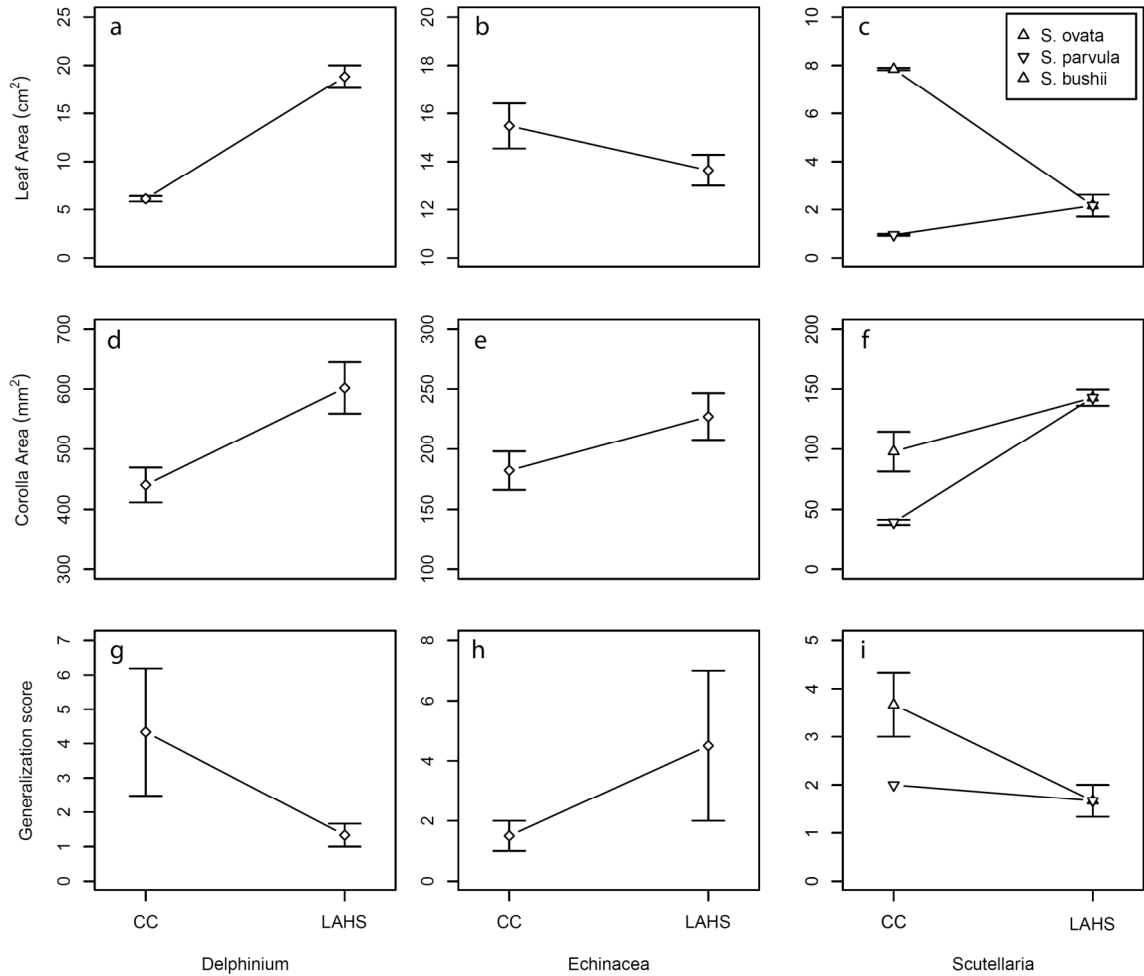 a
b
c
S. ovata
S. parvula
S. bushii
Leaf Area (cm²)
0 5 10 15 20 25
10 12 14 16 18 20
0 2 4 6 8 10
d
e
f
Corolla Area (mm²)
300 400 500 600 700
100 150 200 250 300
0 50 100 150 200
g
h
i
Generalization score
0 1 2 3 4 5 6 7
0 2 4 6 8
0 1 2 3 4 5
CC LAHS CC LAHS CC LAHS
Delphinium Echinacea Scutellaria